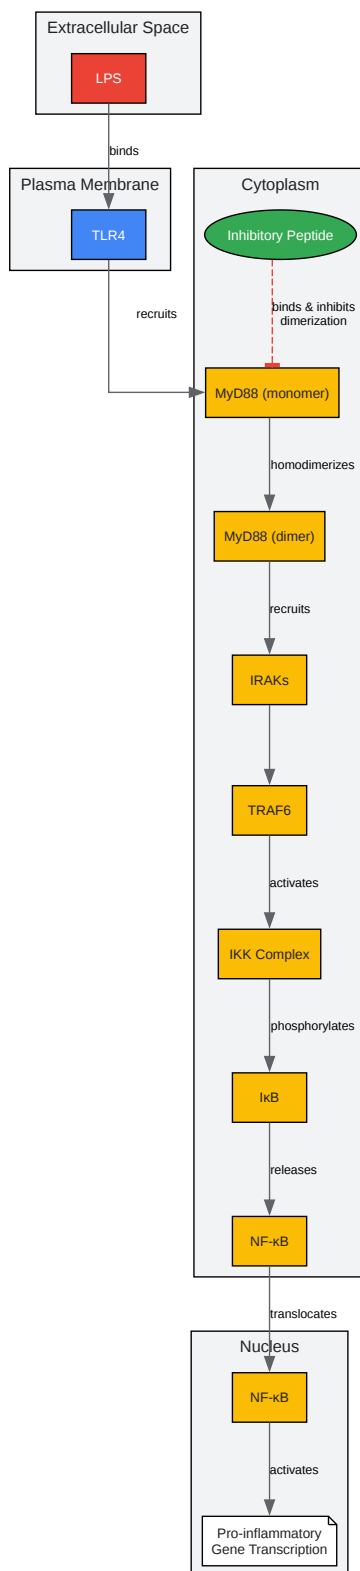 Extracellular Space
LPS
binds
Plasma Membrane
TLR4
recruits
Cytoplasm
Inhibitory Peptide
binds & inhibits
dimerization
MyD88 (monomer)
homodimerizes
MyD88 (dimer)
recruits
IRAKs
TRAF6
activates
IKK Complex
phosphorylates
IκB
releases
NF-κB
translocates
Nucleus
NF-κB
activates
Pro-inflammatory
Gene Transcription